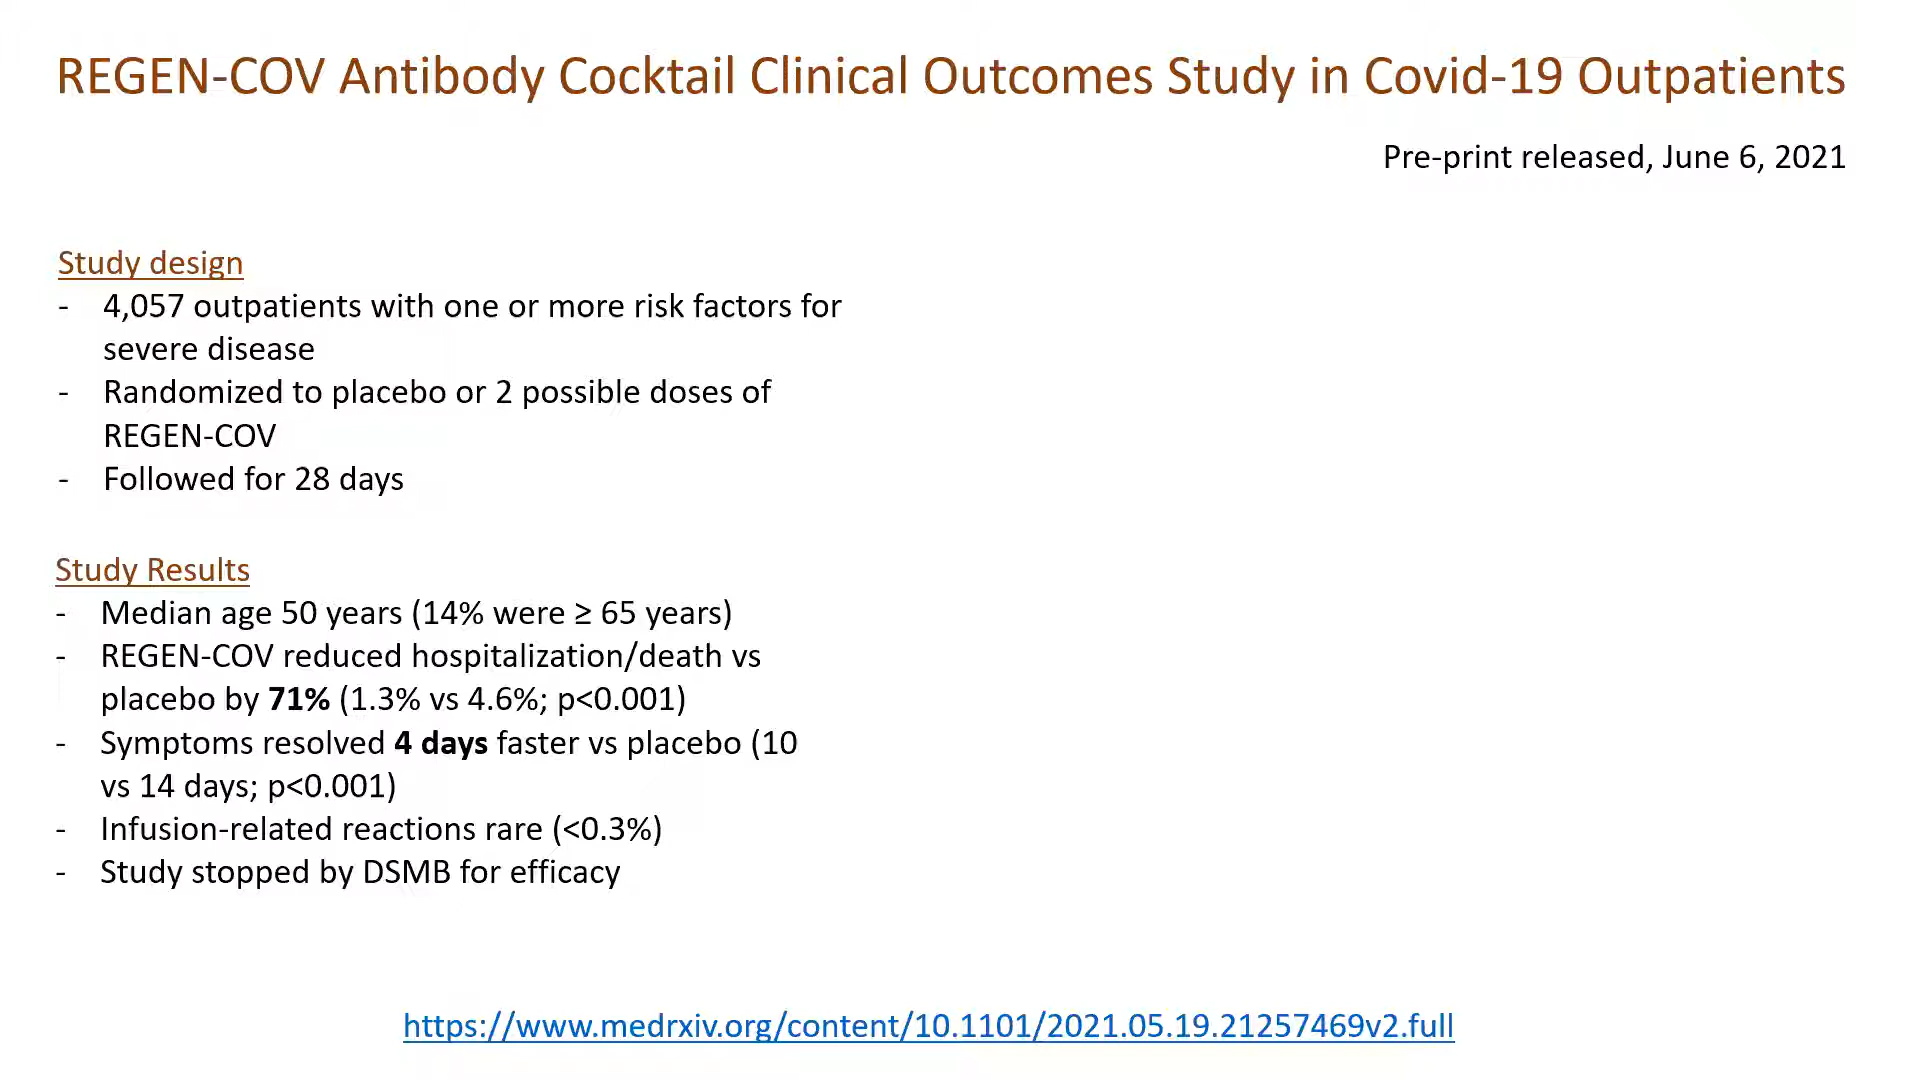 REGEN-COV Antibody Cocktail Clinical Outcomes Study in Covid-19 Outpatients
Pre-print released, June 6, 2021
Study design
- 4,057 outpatients with one or more risk factors for
severe disease
- Randomized to placebo or 2 possible doses of
REGEN-COV
- Followed for 28 days
Study Results
- Median age 50 years (14% were ≥ 65 years)
- REGEN-COV reduced hospitalization/death vs
placebo by 71% (1.3% vs 4.6%; p<0.001)
- Symptoms resolved 4 days faster vs placebo (10
vs 14 days; p<0.001)
- Infusion-related reactions rare (<0.3%)
- Study stopped by DSMB for efficacy
https://www.medrxiv.org/content/10.1101/2021.05.19.21257469v2.full